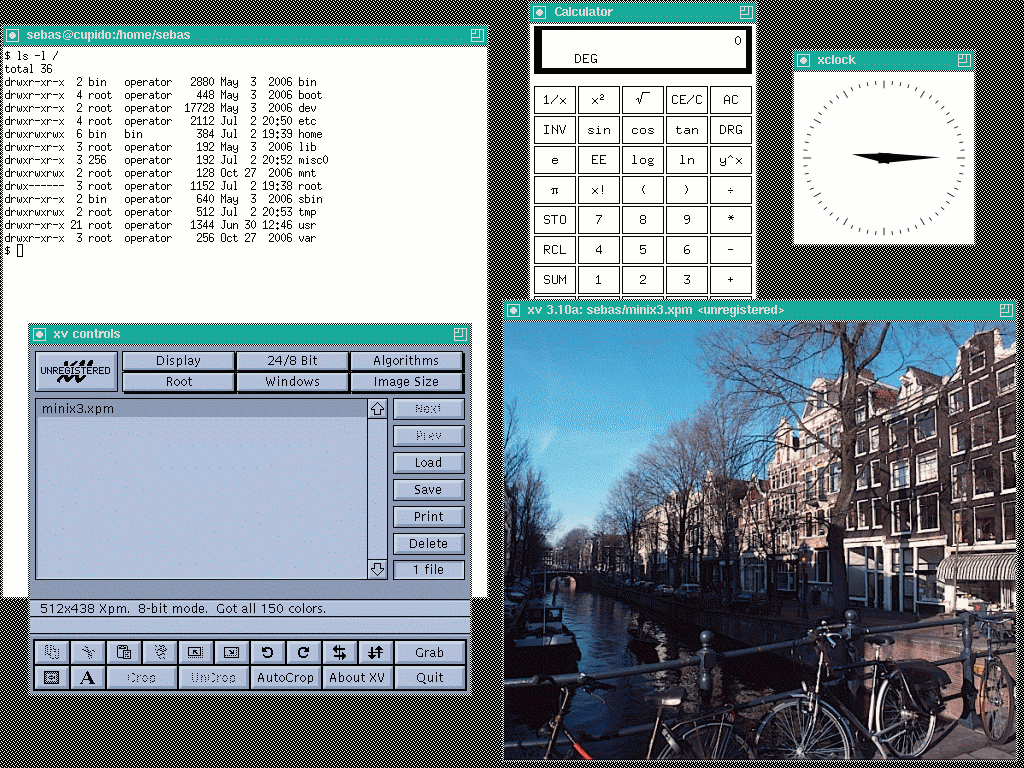 sebas@cupido:/home/sebas
$ ls -l /
total 36
drwxr-xr-x  2 bin   operator   2880 May  3  2006 bin
drwxr-xr-x  4 root  operator    448 May  3  2006 boot
drwxr-xr-x  2 root  operator  17728 May  3  2006 dev
drwxr-xr-x  4 root  operator   2112 Jul  2 20:50 etc
drwxrwxrwx  6 bin   bin         384 Jul  2 19:39 home
drwxr-xr-x  3 root  operator    192 May  3  2006 lib
drwxr-xr-x  3 256   operator    192 Jul  2 20:52 misc0
drwxrwxrwx  2 root  operator    128 Oct 27  2006 mnt
drwx------  3 root  operator   1152 Jul  2 19:38 root
drwxr-xr-x  2 bin   operator    640 May  3  2006 sbin
drwxrwxrwx  2 root  operator    512 Jul  2 20:53 tmp
drwxr-xr-x 21 root  operator   1344 Jun 30 12:46 usr
drwxr-xr-x  3 root  operator    256 Oct 27  2006 var
$
Calculator
0
DEG
1/x x² √ CE/C AC
INV sin cos tan DRG
e EE log ln y^x
π x! ( ) ÷
STO 7 8 9 *
RCL 4 5 6 -
SUM 1 2 3 +
xclock
xv controls
UNREGISTERED
Display 24/8 Bit Algorithms
Root Windows Image Size
minix3.xpm
Next
Prev
Load
Save
Print
Delete
1 file
512x438 Xpm.  8-bit mode.  Got all 150 colors.
Grab
A Crop UnCrop AutoCrop About XV Quit
xv 3.10a: sebas/minix3.xpm <unregistered>